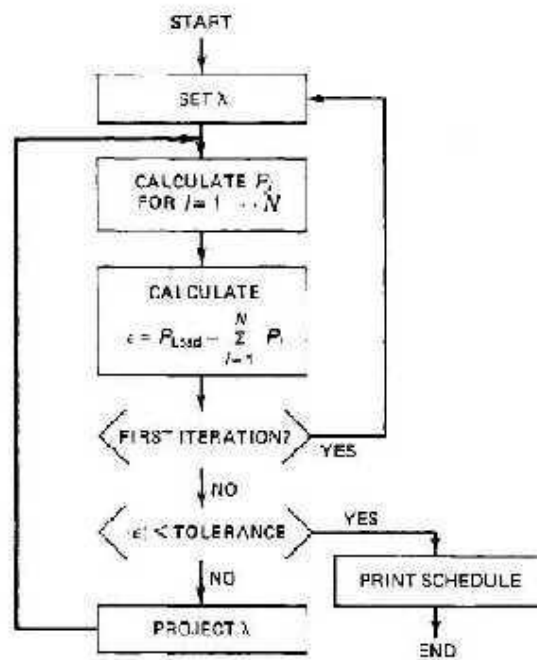 START
SET λ
CALCULATE Pi
FOR i = 1 ··· N
CALCULATE
ε = PLoad − N Σ i=1 Pi
FIRST ITERATION?
YES
NO
|ε| < TOLERANCE
YES
NO
PRINT SCHEDULE
PROJECT λ
END